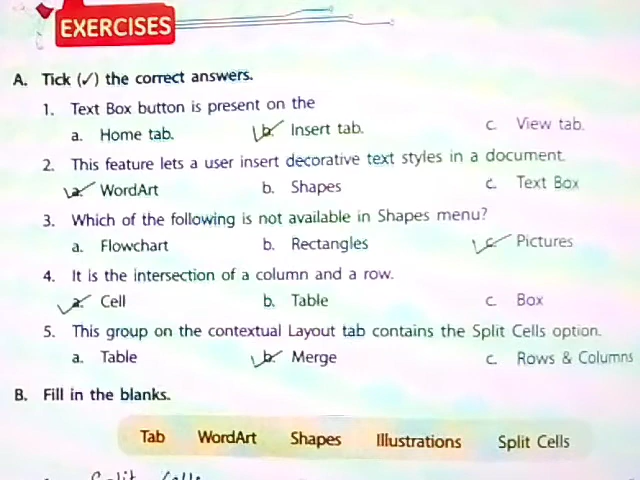 EXERCISES
A. Tick (✓) the correct answers.
1. Text Box button is present on the
a. Home tab. b. Insert tab. c. View tab.
2. This feature lets a user insert decorative text styles in a document.
a. WordArt b. Shapes c. Text Box
3. Which of the following is not available in Shapes menu?
a. Flowchart b. Rectangles c. Pictures
4. It is the intersection of a column and a row.
a. Cell b. Table c. Box
5. This group on the contextual Layout tab contains the Split Cells option.
a. Table b. Merge c. Rows & Columns
B. Fill in the blanks.
Tab WordArt Shapes Illustrations Split Cells
Split Cells